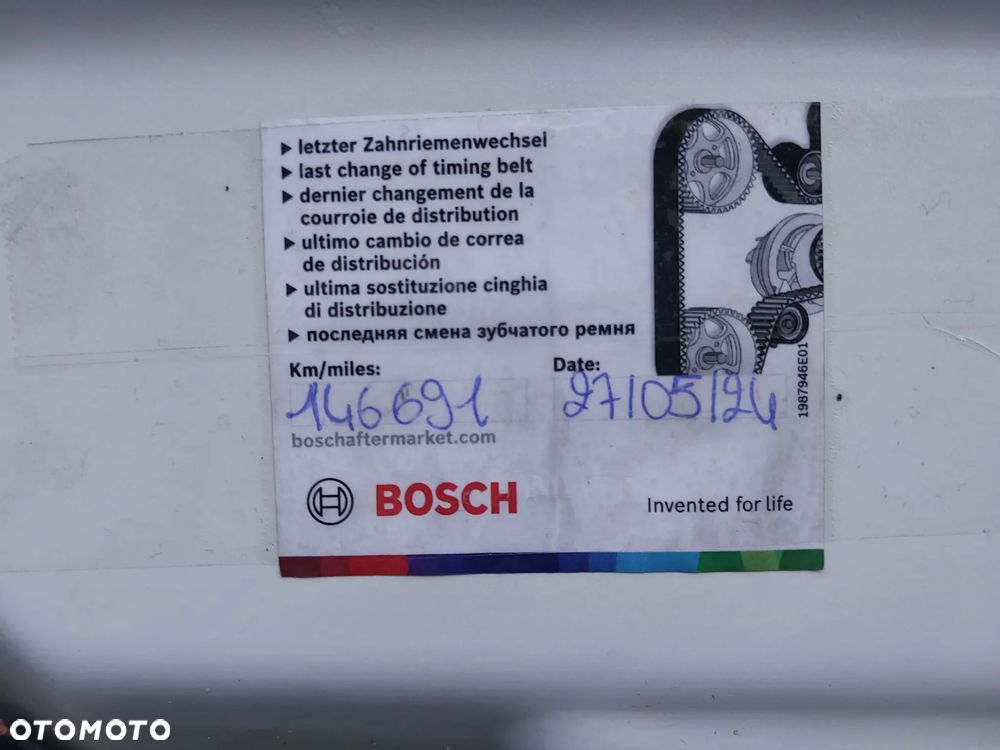 ▶ letzter Zahnriemenwechsel
▶ last change of timing belt
▶ dernier changement de la
courroie de distribution
▶ ultimo cambio de correa
de distribución
▶ ultima sostituzione cinghia
di distribuzione
▶ последняя смена зубчатого ремня
Km/miles: Date:
146691 27/05/24
boschaftermarket.com
1987946E01
BOSCH Invented for life
OTOMOTO